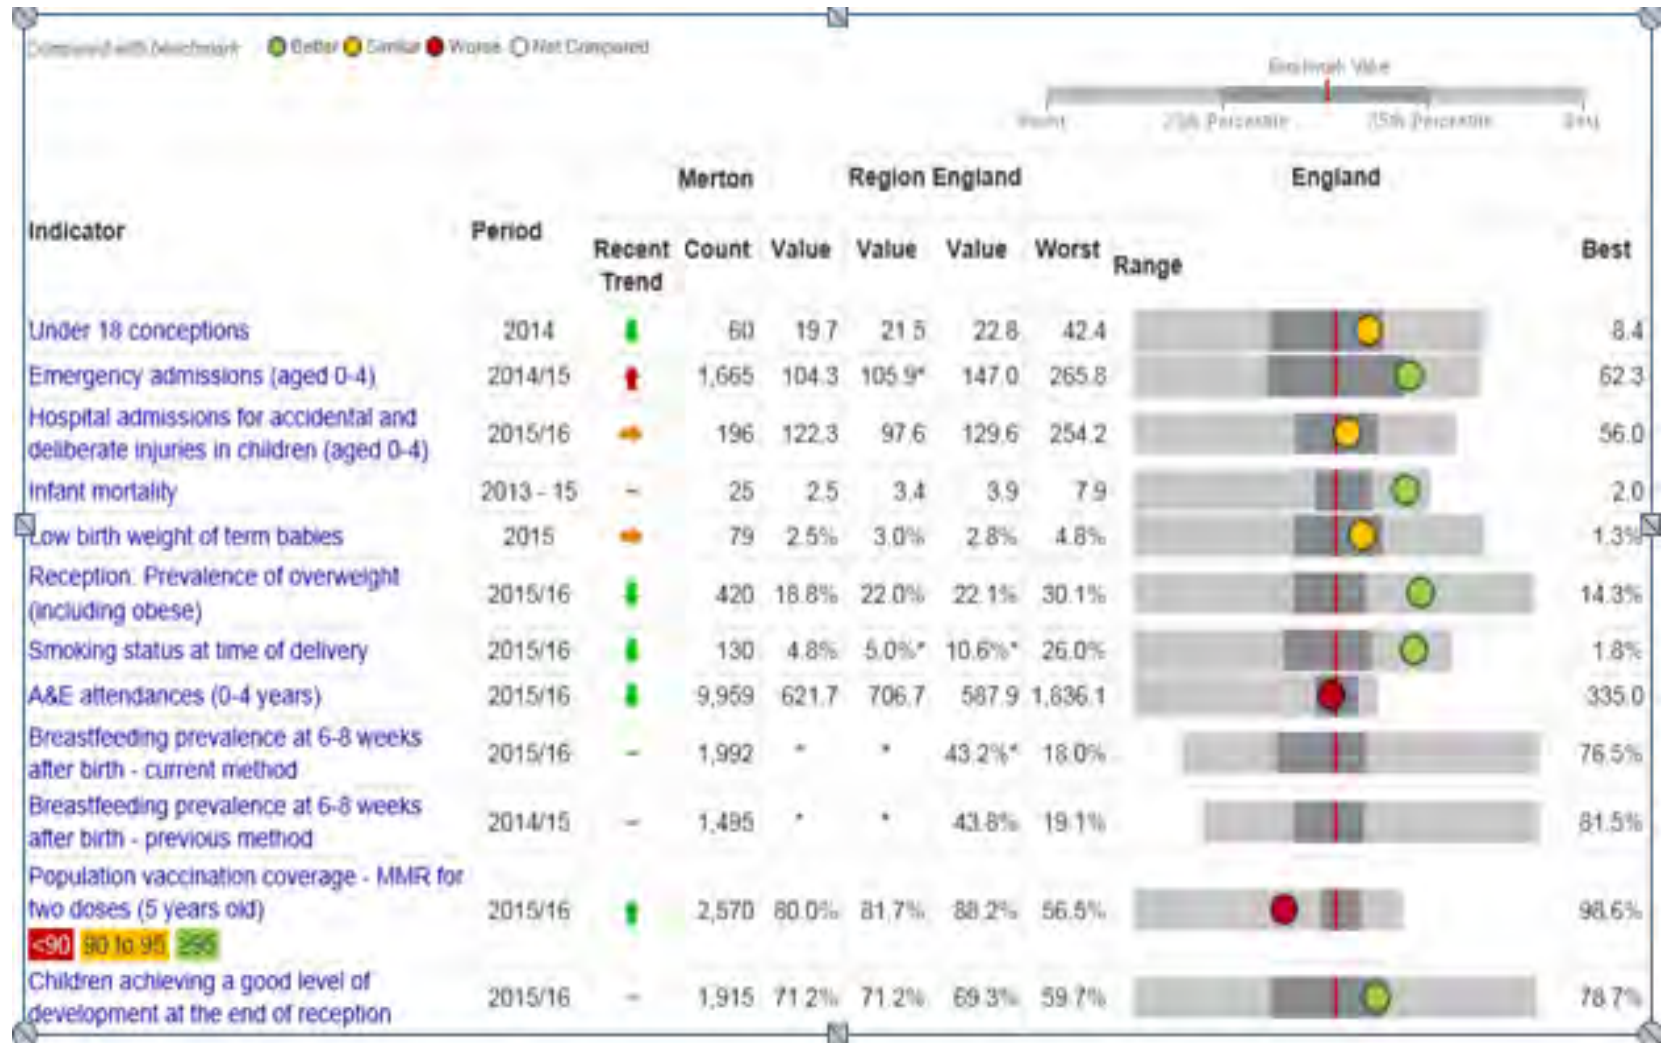 Compared with benchmark Better Similar Worse Not Compared
Benchmark Value
Worst 25th Percentile 75th Percentile Best
Merton Region England England
Indicator Period Recent Trend Count Value Value Value Worst Range Best
Under 18 conceptions 2014 60 19.7 21.5 22.8 42.4 8.4
Emergency admissions (aged 0-4) 2014/15 1,665 104.3 105.9* 147.0 265.8 62.3
Hospital admissions for accidental and
deliberate injuries in children (aged 0-4) 2015/16 196 122.3 97.6 129.6 254.2 56.0
Infant mortality 2013 - 15 - 25 2.5 3.4 3.9 7.9 2.0
Low birth weight of term babies 2015 79 2.5% 3.0% 2.8% 4.8% 1.3%
Reception: Prevalence of overweight
(including obese) 2015/16 420 18.8% 22.0% 22.1% 30.1% 14.3%
Smoking status at time of delivery 2015/16 130 4.8% 5.0%* 10.6%* 26.0% 1.8%
A&E attendances (0-4 years) 2015/16 9,959 621.7 706.7 587.9 1,836.1 335.0
Breastfeeding prevalence at 6-8 weeks
after birth - current method 2015/16 - 1,992 * * 43.2%* 18.0% 76.5%
Breastfeeding prevalence at 6-8 weeks
after birth - previous method 2014/15 - 1,495 * * 43.8% 19.1% 81.5%
Population vaccination coverage - MMR for
two doses (5 years old) 2015/16 2,570 80.0% 81.7% 88.2% 56.5% 98.6%
<90 90 to 95 ≥95
Children achieving a good level of
development at the end of reception 2015/16 - 1,915 71.2% 71.2% 69.3% 59.7% 78.7%